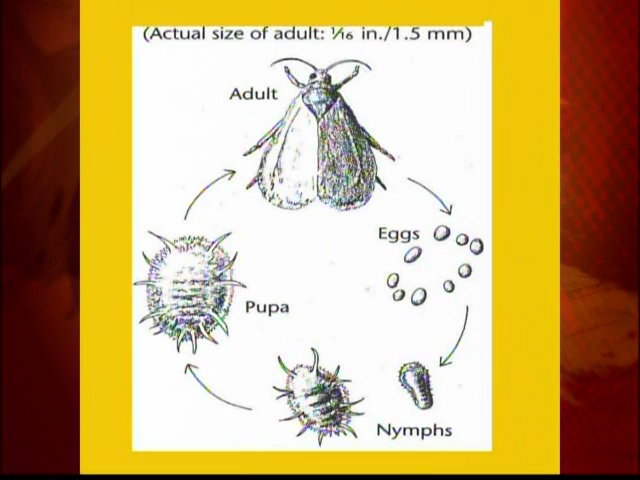 (Actual size of adult: 1/16 in./1.5 mm)
Adult
Eggs
Pupa
Nymphs